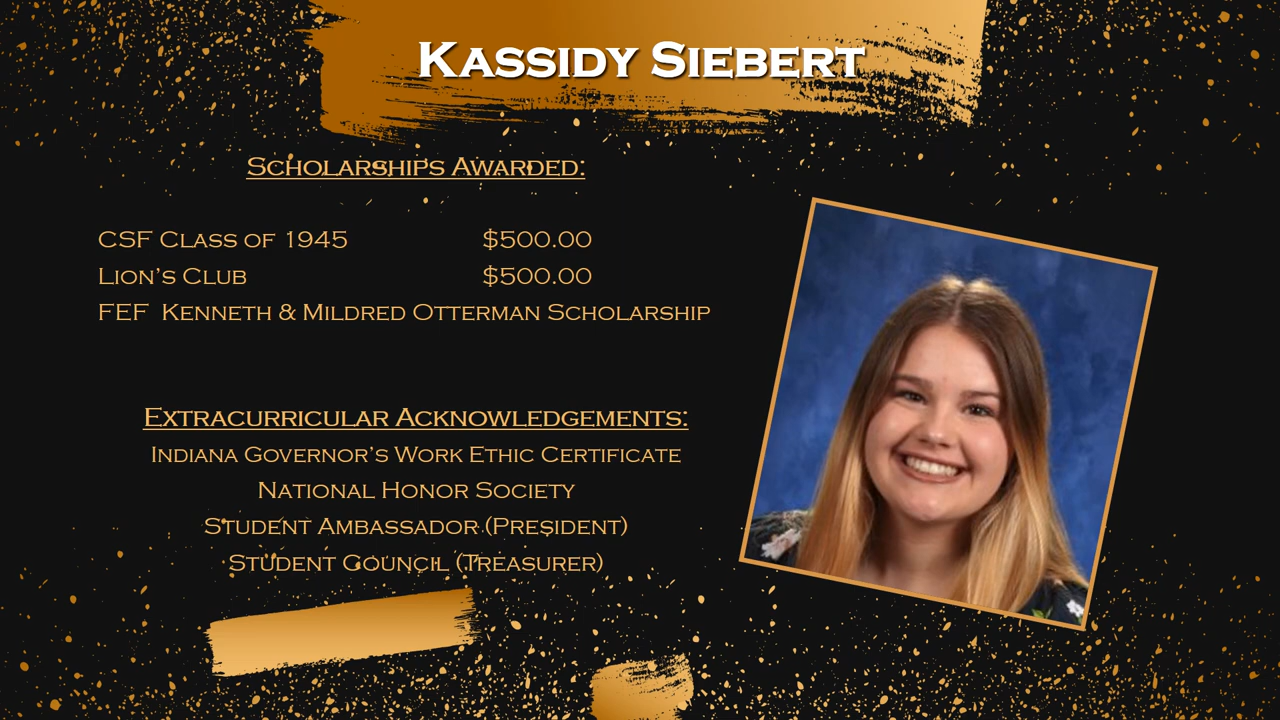 Kassidy Siebert
Scholarships Awarded:
CSF Class of 1945 $500.00
Lion's Club $500.00
FEF Kenneth & Mildred Otterman Scholarship
Extracurricular Acknowledgements:
Indiana Governor's Work Ethic Certificate
National Honor Society
Student Ambassador (President)
Student Council (Treasurer)